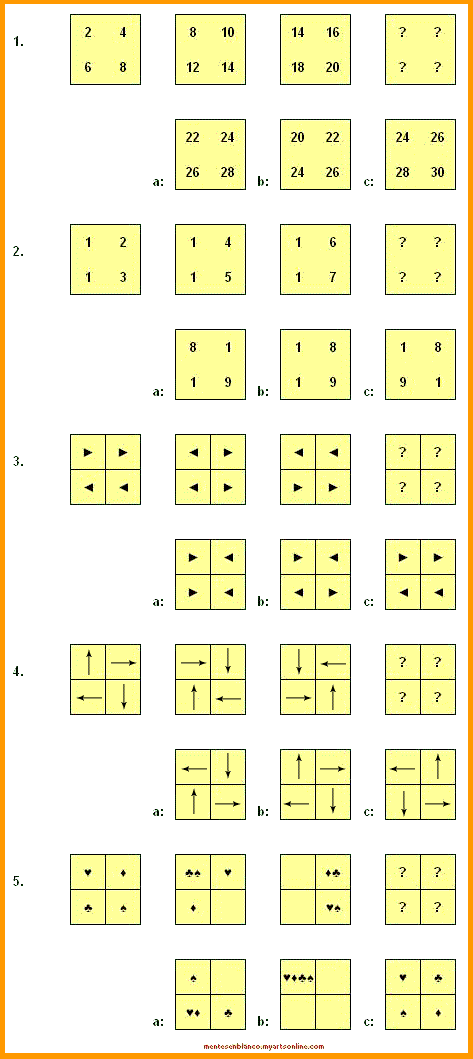 1. 2 4 8 10 14 16 ? ?
6 8 12 14 18 20 ? ?
22 24 20 22 24 26
a: 26 28 b: 24 26 c: 28 30
2. 1 2 1 4 1 6 ? ?
1 3 1 5 1 7 ? ?
8 1 1 8 1 8
a: 1 9 b: 1 9 c: 9 1
3. ► ► ◄ ► ◄ ◄ ? ?
◄ ◄ ◄ ► ► ► ? ?
► ◄ ► ◄ ► ►
a: ► ◄ b: ◄ ► c: ◄ ◄
4. ↑ → → ↓ ↓ ← ? ?
← ↓ ↑ ← → ↑ ? ?
← ↓ ↑ → ← ↑
a: ↑ → b: ← ↓ c: ↓ →
5. ♥ ♦ ♣♠ ♥ ♦♣ ? ?
♣ ♠ ♦ ♥♠ ? ?
♠ ♥♦♣♠ ♥ ♣
a: ♥♦ ♣ b: c: ♠ ♦
mentesenblanco.myartsonline.com